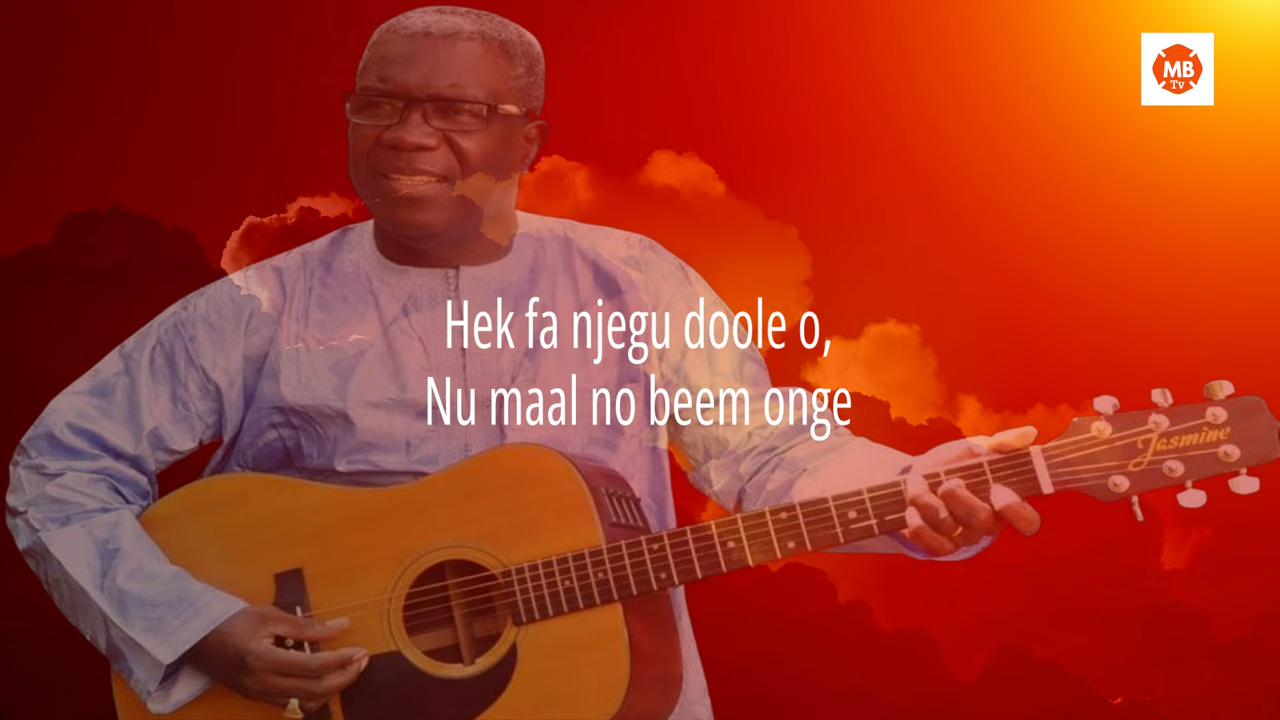 MB
Tv
Hek fa njegu doole o,
Nu maal no beem onge
Jasmine